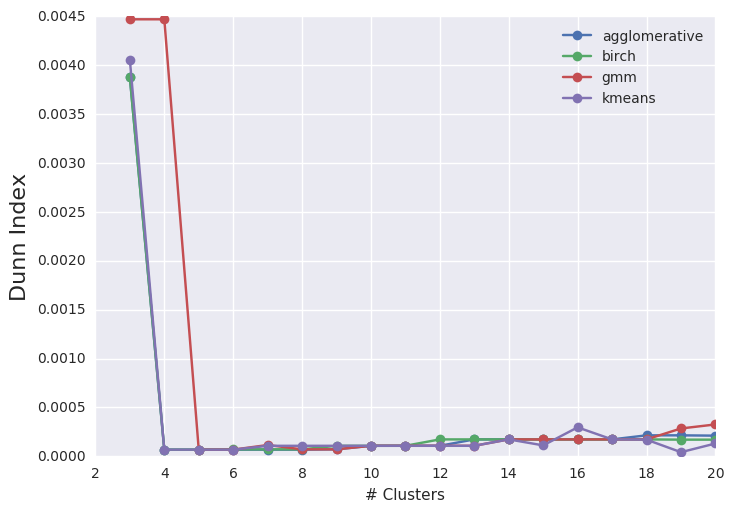 0.0045
0.0040
0.0035
0.0030
0.0025
0.0020
0.0015
0.0010
0.0005
0.0000
Dunn Index
2 4 6 8 10 12 14 16 18 20
# Clusters
agglomerative
birch
gmm
kmeans